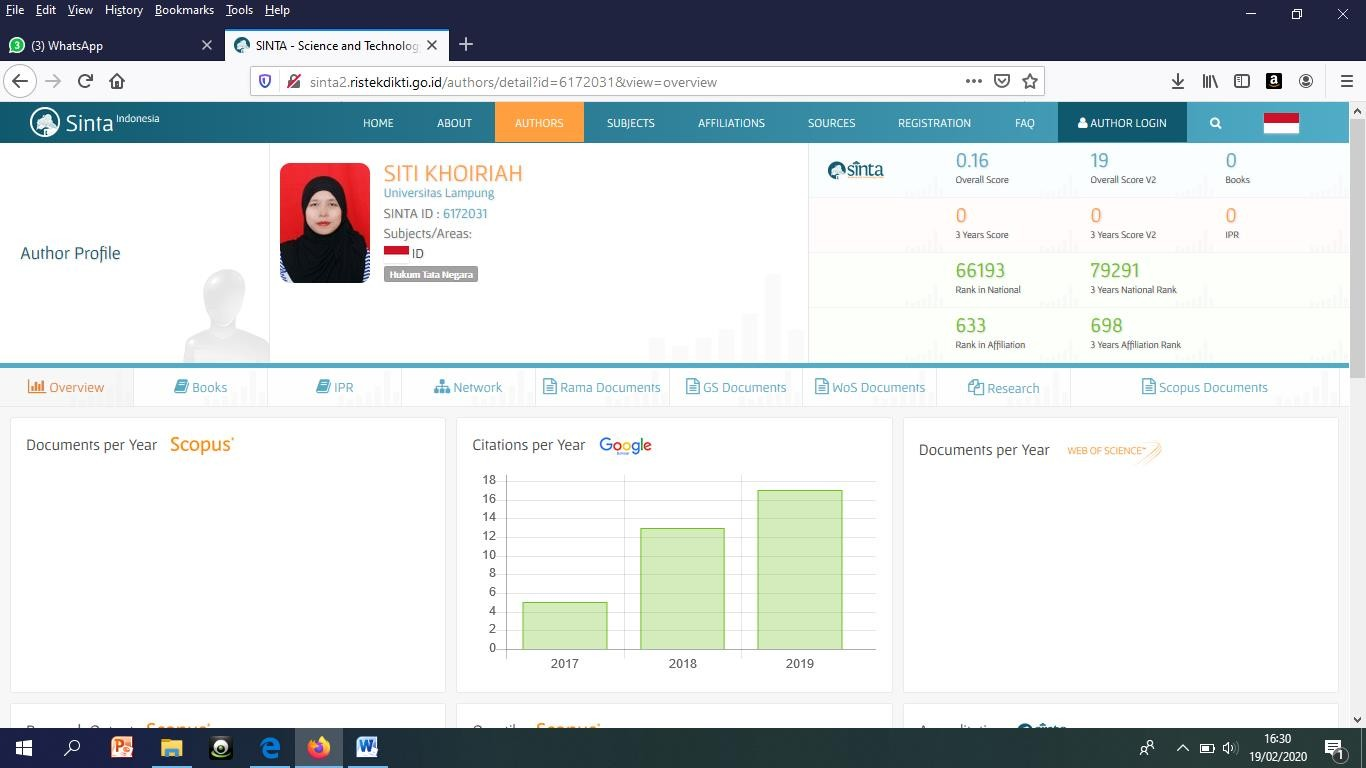 File Edit View History Bookmarks Tools Help
3 (3) WhatsApp
SINTA - Science and Technolog
sinta2.ristekdikti.go.id/authors/detail?id=6172031&view=overview
Sinta Indonesia
HOME ABOUT AUTHORS SUBJECTS AFFILIATIONS SOURCES REGISTRATION FAQ AUTHOR LOGIN
Author Profile
SITI KHOIRIAH
Universitas Lampung
SINTA ID : 6172031
Subjects/Areas:
ID
Hukum Tata Negara
sinta
0.16 19 0
Overall Score Overall Score V2 Books
0 0 0
3 Years Score 3 Years Score V2 IPR
66193 79291
Rank in National 3 Years National Rank
633 698
Rank in Affiliation 3 Years Affiliation Rank
Overview Books IPR Network Rama Documents GS Documents WoS Documents Research Scopus Documents
Documents per Year Scopus
Citations per Year Google
18
16
14
12
10
8
6
4
2
0
2017 2018 2019
Documents per Year WEB OF SCIENCE™
16:30
19/02/2020
1